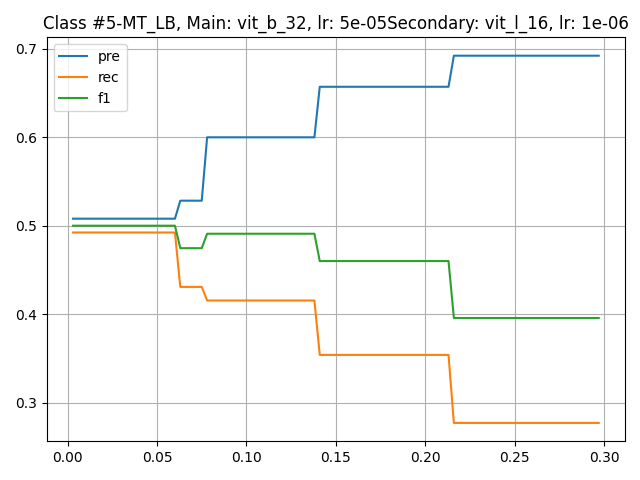 Class #5-MT_LB, Main: vit_b_32, lr: 5e-05Secondary: vit_l_16, lr: 1e-06
pre
rec
f1
0.7
0.6
0.5
0.4
0.3
0.00 0.05 0.10 0.15 0.20 0.25 0.30